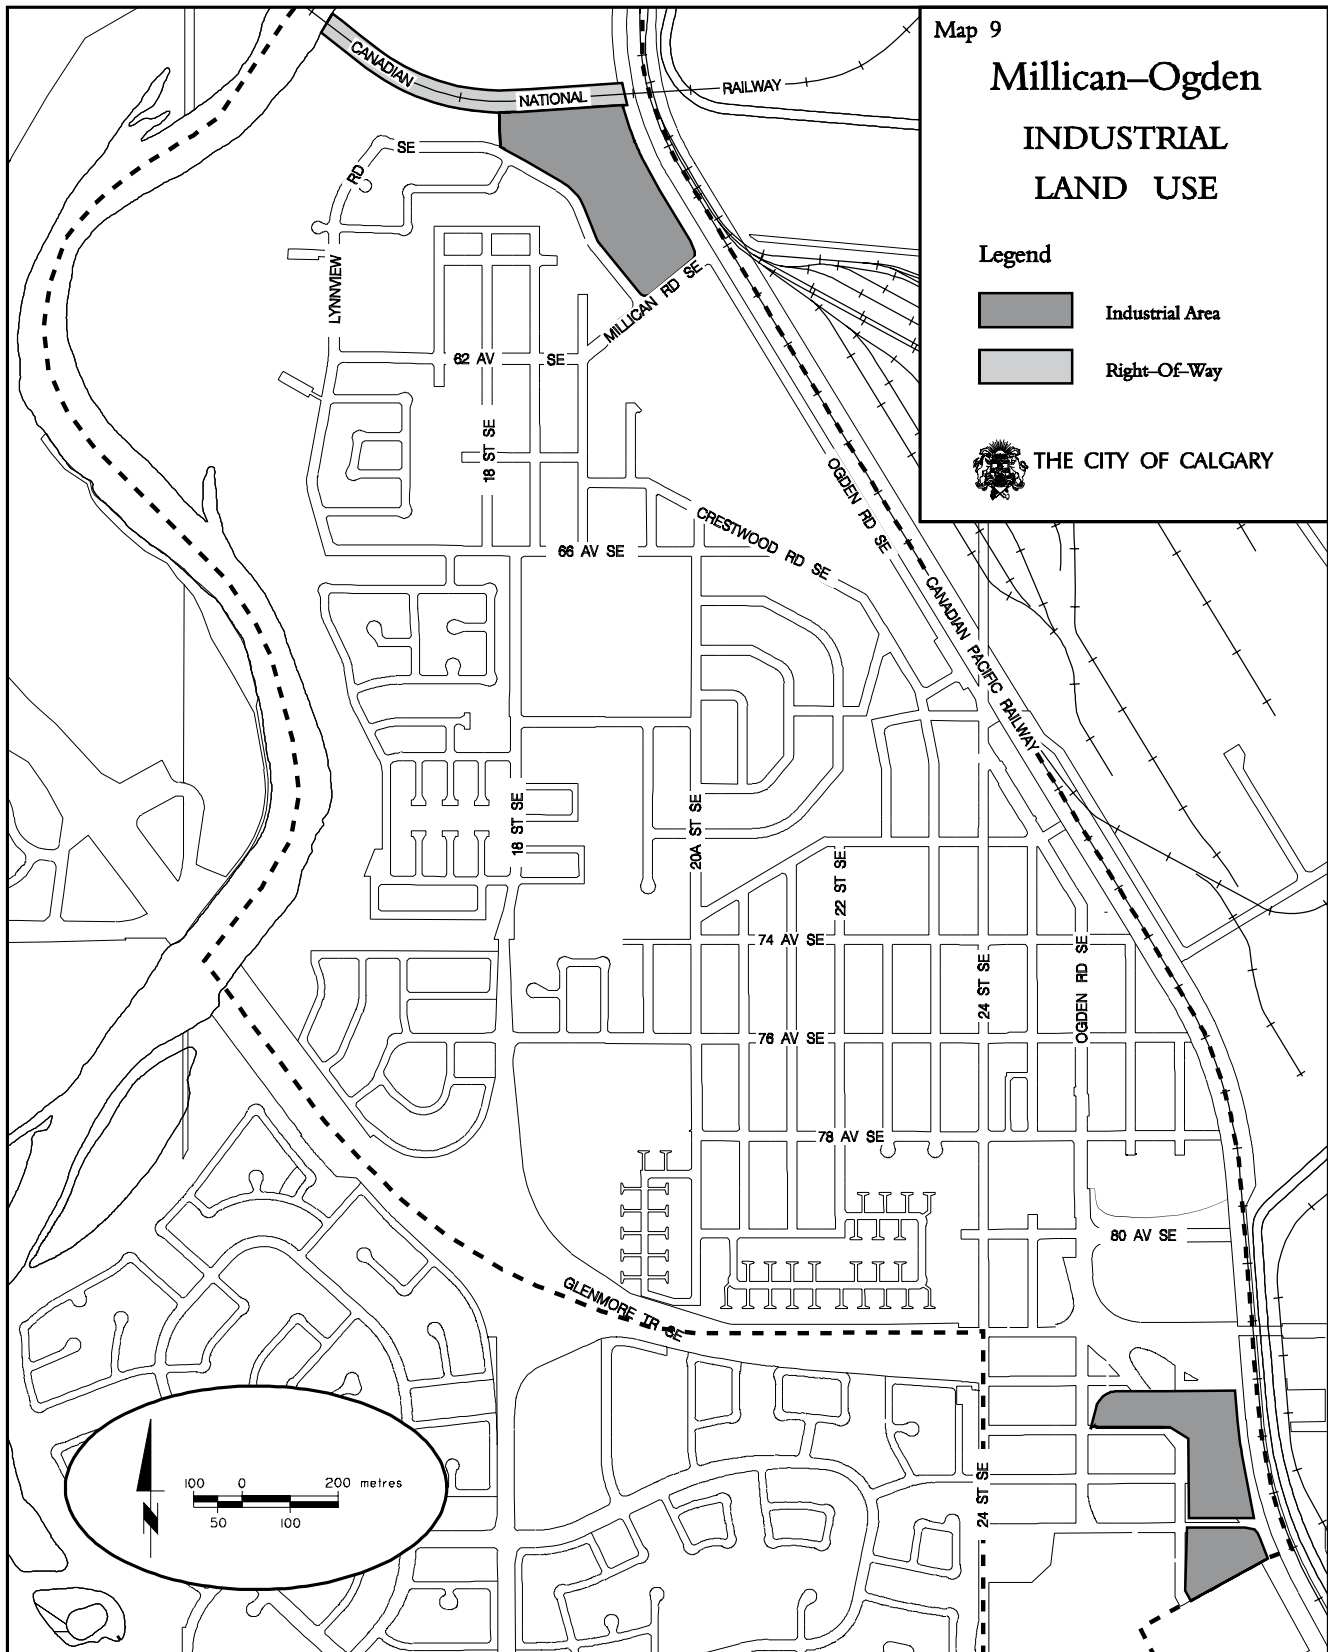 Map 9
Millican–Ogden
INDUSTRIAL
LAND USE
Legend
Industrial Area
Right–Of–Way
THE CITY OF CALGARY
CANADIAN
NATIONAL
RAILWAY
SE
RD
LYNNVIEW
MILLICAN RD SE
62 AV SE
18 ST SE
OGDEN RD SE
CRESTWOOD RD SE
66 AV SE
CANADIAN PACIFIC RAILWAY
18 ST SE
20A ST SE
22 ST SE
74 AV SE
24 ST SE
OGDEN RD SE
76 AV SE
78 AV SE
80 AV SE
GLENMORE TR SE
24 ST SE
100 0 200 metres
50 100